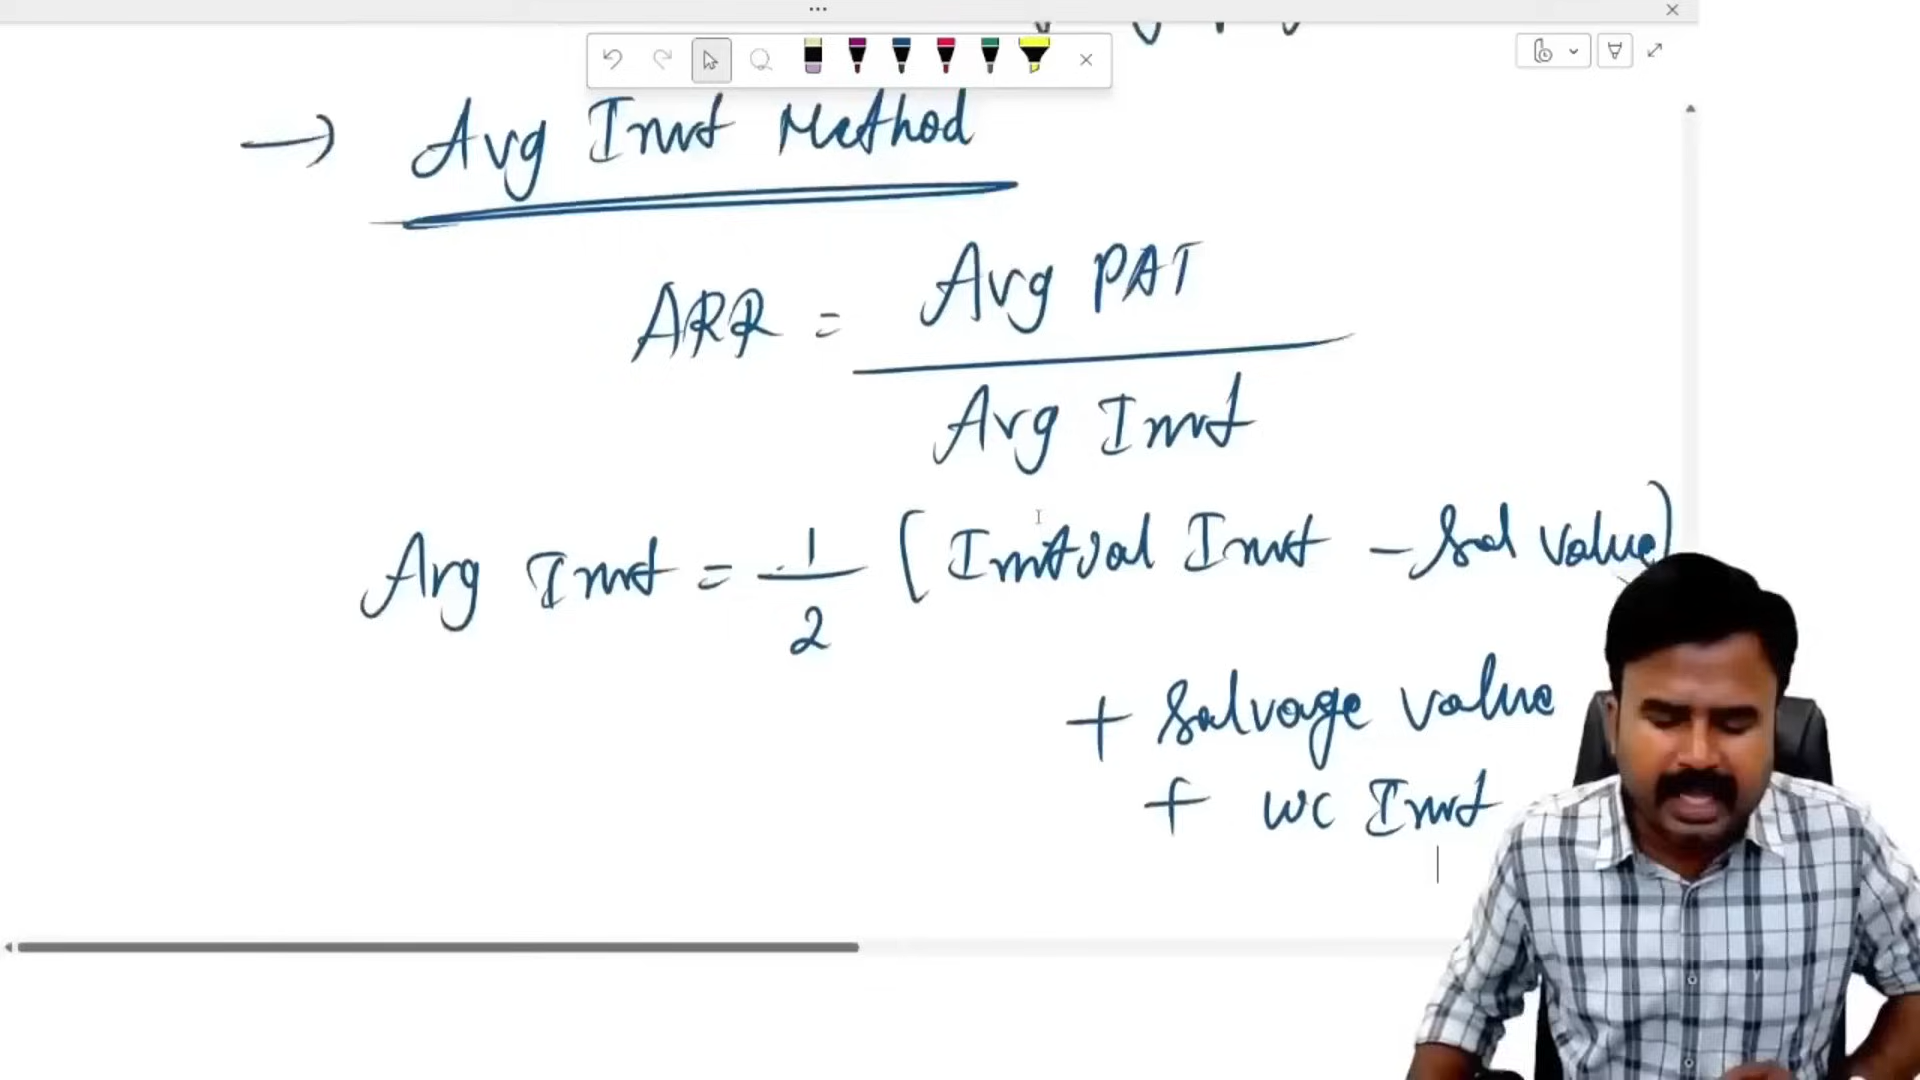 → Avg Invt Method
ARR = Avg PAT
Avg Invt
Avg Invt = 1/2 (Initial Invt - Sal Value)
+ Salvage Value
+ WC Invt